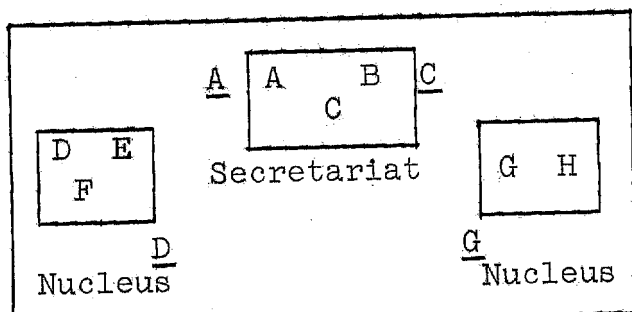 A A B C
C
Secretariat
D E
F
G H
D
G
Nucleus
Nucleus